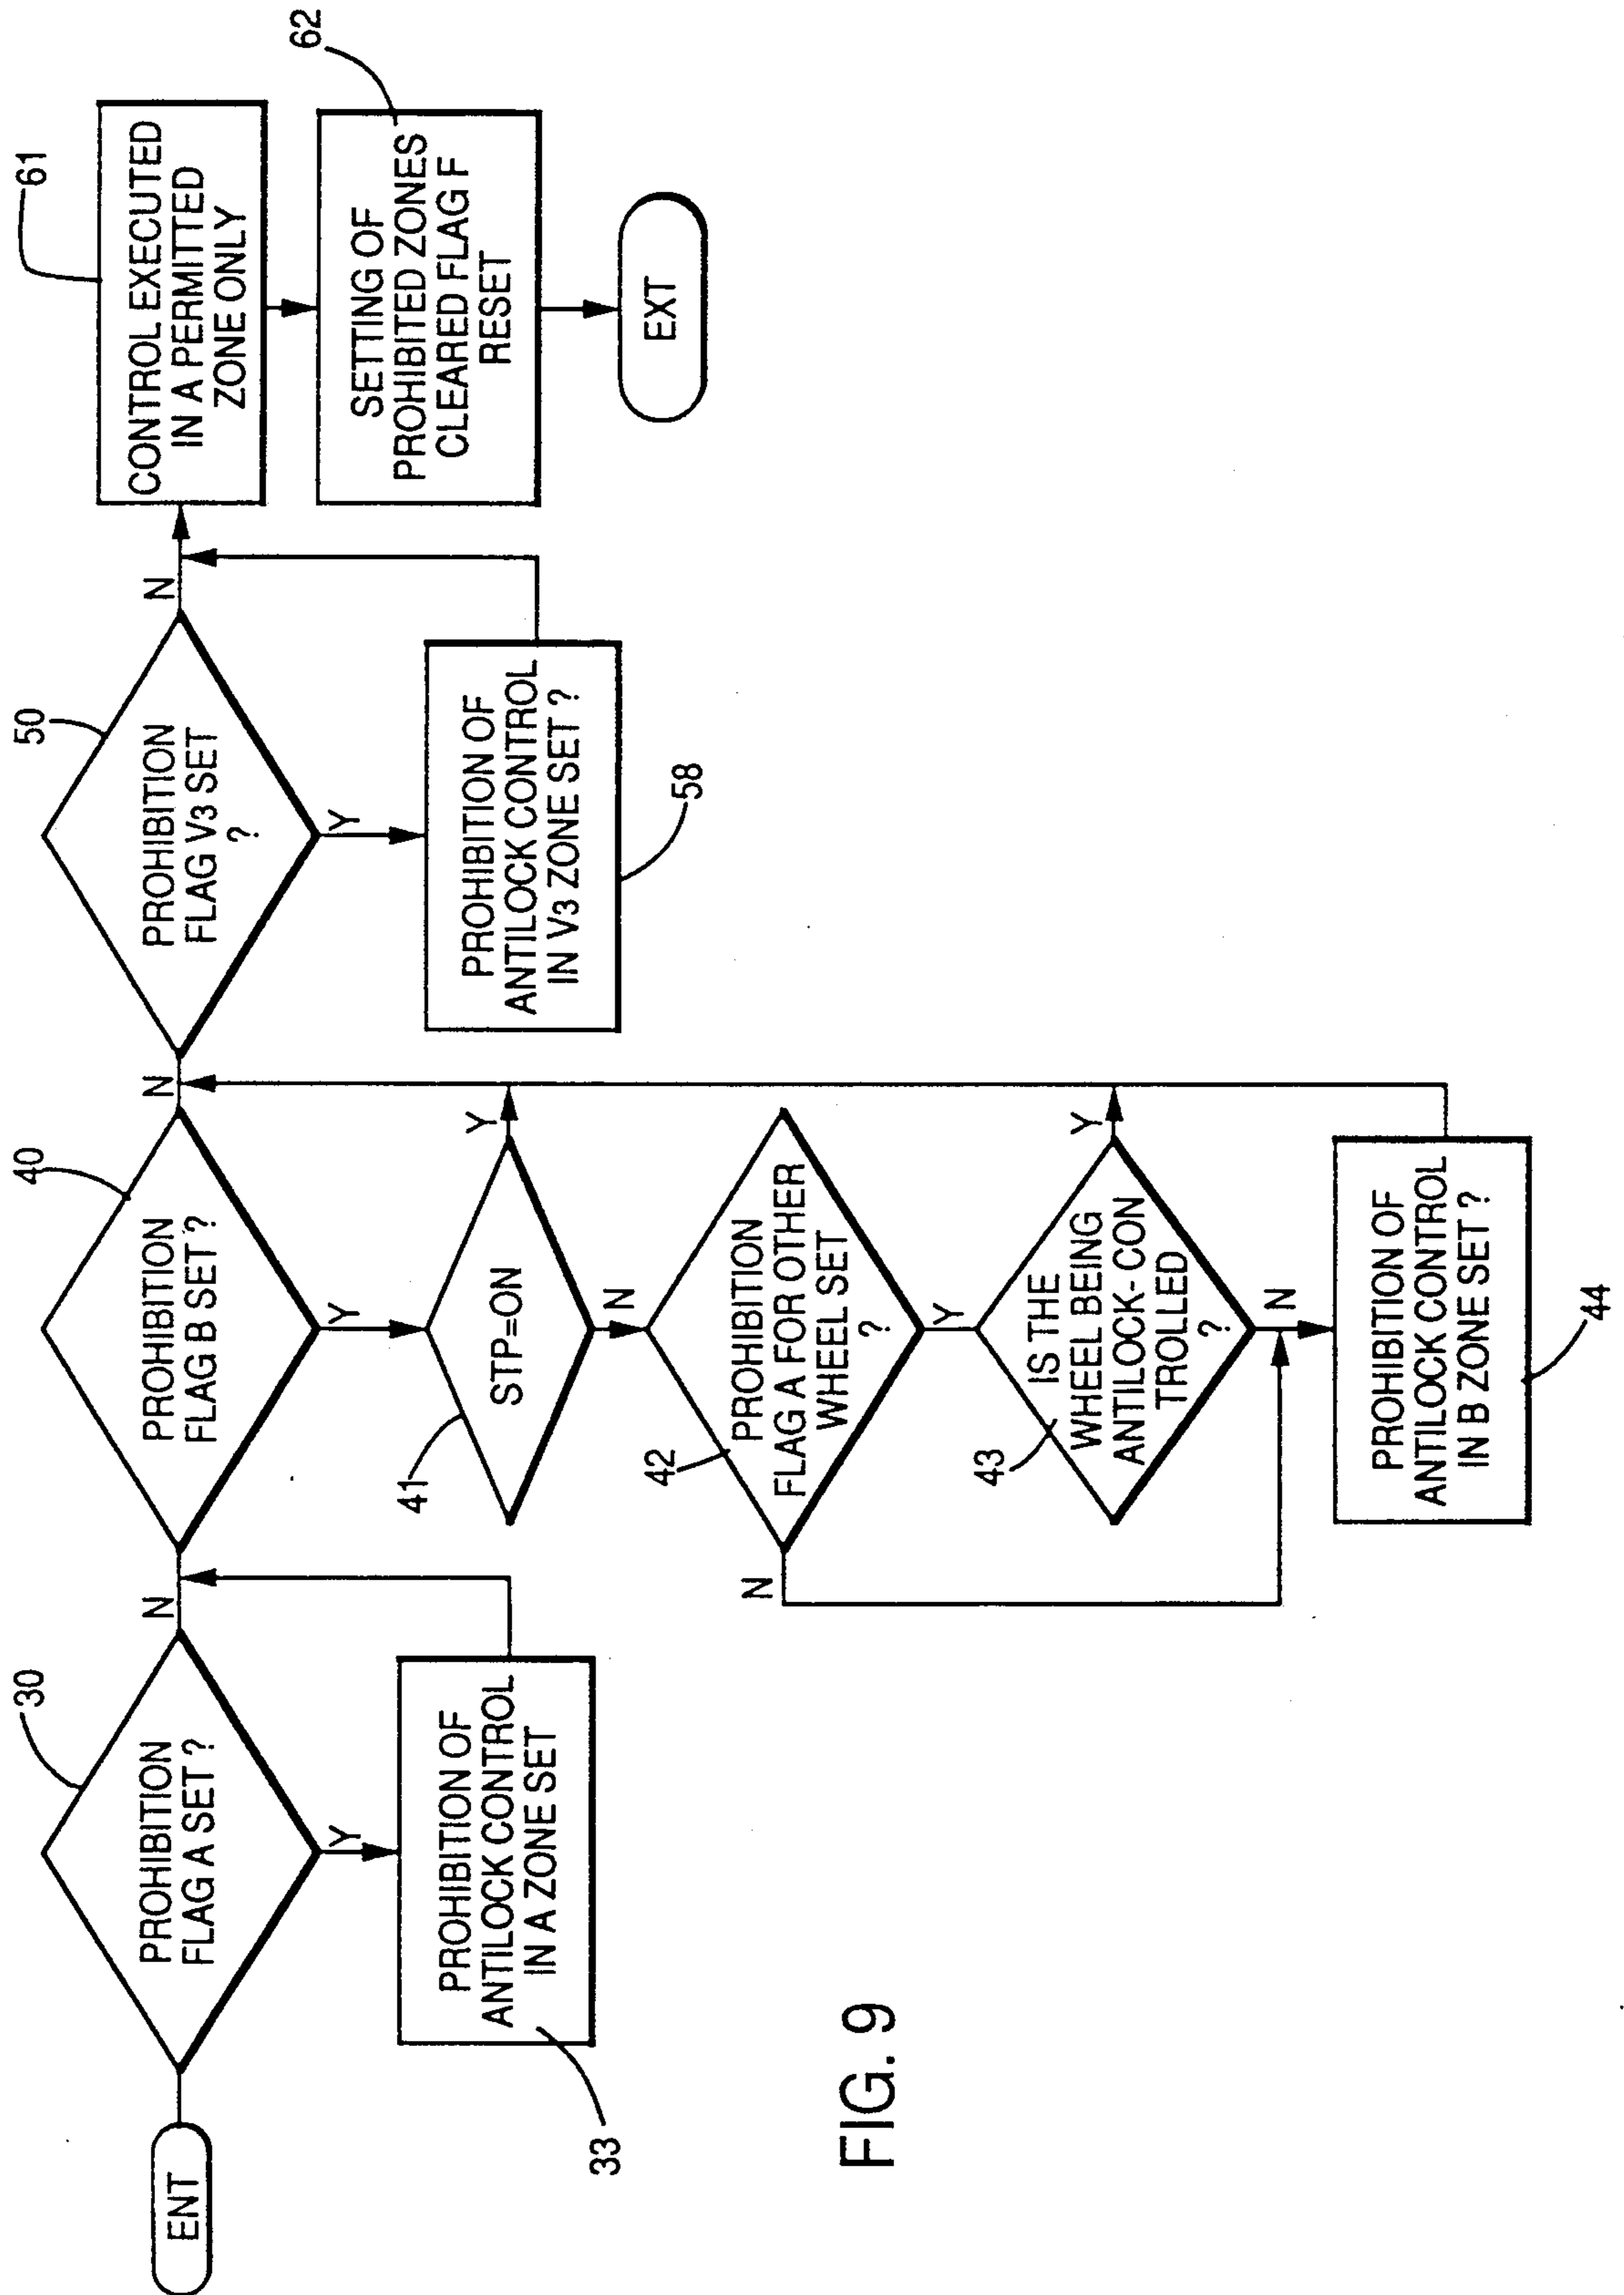 ENT
30
PROHIBITION
FLAG A SET ?
N
Y
PROHIBITION OF
ANTILOCK CONTROL
IN A ZONE SET
33
40
PROHIBITION
FLAG B SET ?
N
Y
41
STP=ON
Y
N
42
PROHIBITION
FLAG A FOR OTHER
WHEEL SET
?
N
Y
43
IS THE
WHEEL BEING
ANTILOCK-CON
TROLLED
?
Y
N
PROHIBITION OF
ANTILOCK CONTROL
IN B ZONE SET ?
44
50
PROHIBITION
FLAG V3 SET
?
N
Y
PROHIBITION OF
ANTILOCK CONTROL
IN V3 ZONE SET ?
58
61
CONTROL EXECUTED
IN A PERMITTED
ZONE ONLY
62
SETTING OF
PROHIBITED ZONES
CLEARED FLAG F
RESET
EXT
FIG. 9